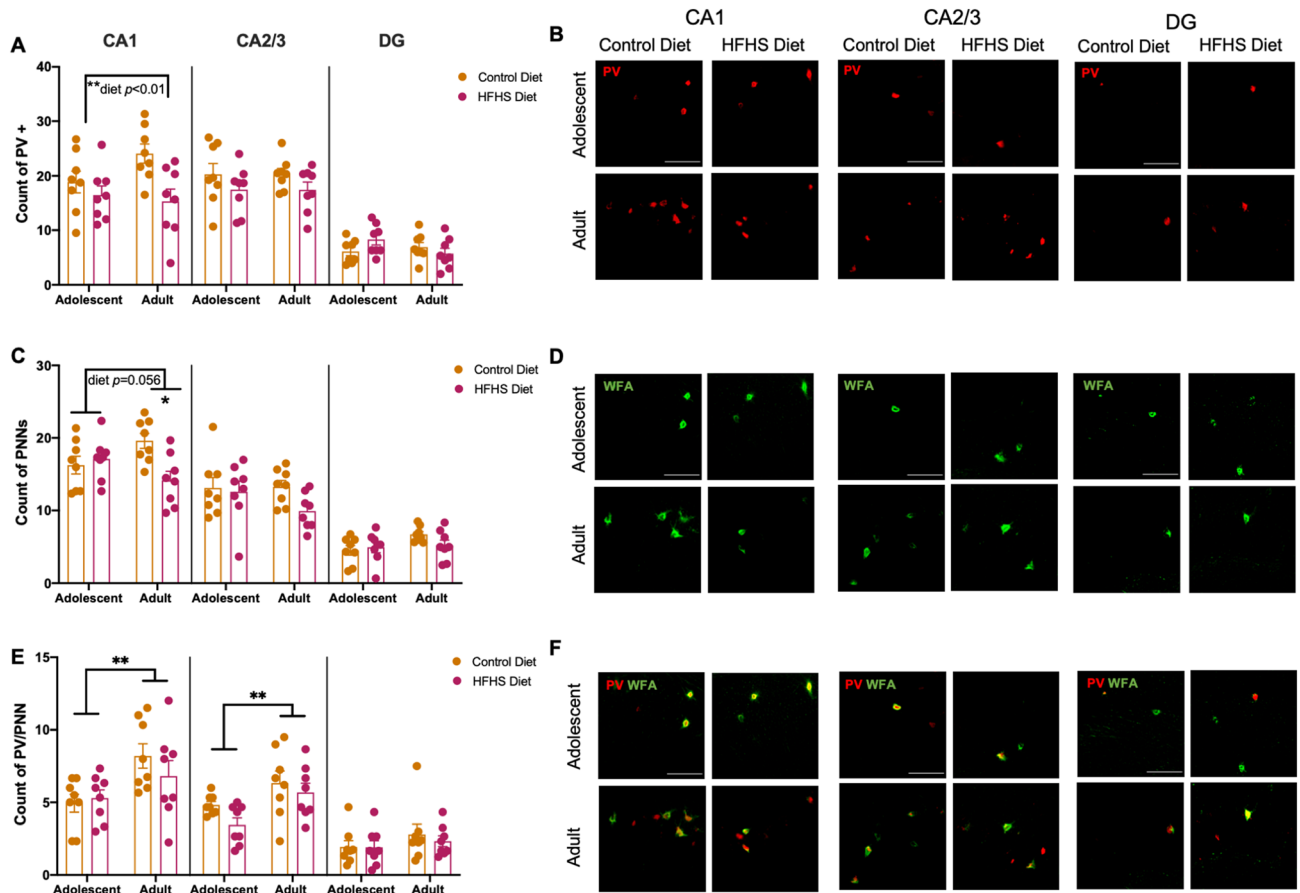 A
CA1 CA2/3 DG
Count of PV +
40
30
20
10
0
**diet p<0.01
Control Diet
HFHS Diet
Adolescent Adult Adolescent Adult Adolescent Adult
B
CA1 CA2/3 DG
Control Diet HFHS Diet Control Diet HFHS Diet Control Diet HFHS Diet
Adolescent
PV PV PV
Adult
C
Count of PNNs
30
20
10
0
diet p=0.056
*
Control Diet
HFHS Diet
Adolescent Adult Adolescent Adult Adolescent Adult
D
Adolescent
WFA WFA WFA
Adult
E
Count of PV/PNN
15
10
5
0
**
**
Control Diet
HFHS Diet
Adolescent Adult Adolescent Adult Adolescent Adult
F
Adolescent
PV WFA PV WFA PV WFA
Adult